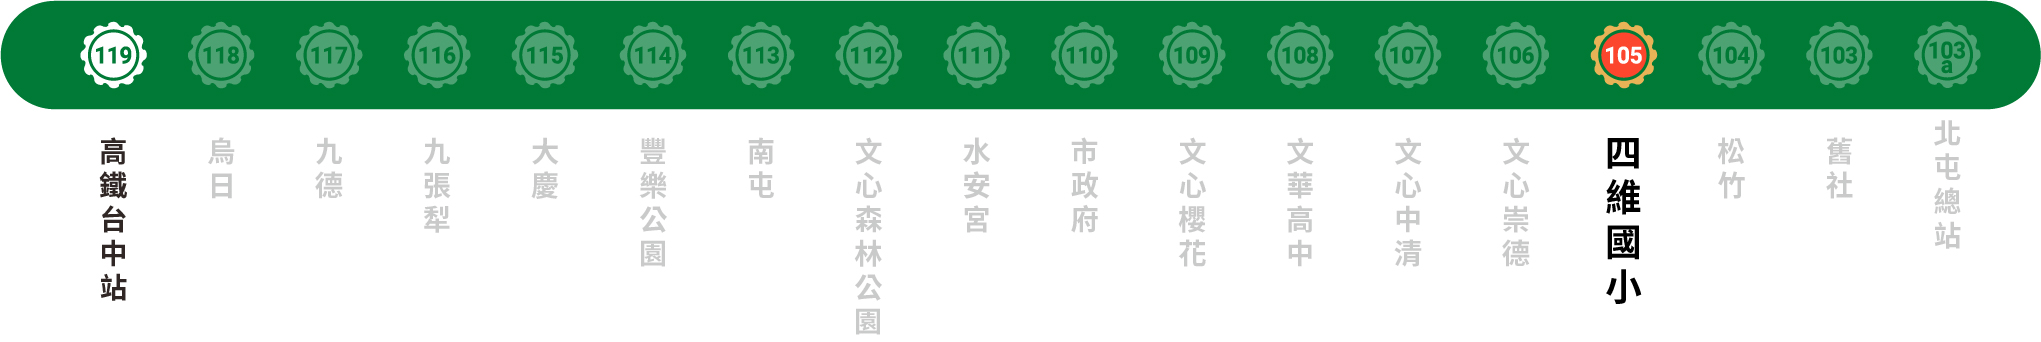 119 118 117 116 115 114 113 112 111 110 109 108 107 106 105 104 103 103a
高鐵台中站
烏日
九德
九張犁
大慶
豐樂公園
南屯
文心森林公園
水安宮
市政府
文心櫻花
文華高中
文心中清
文心崇德
四維國小
松竹
舊社
北屯總站